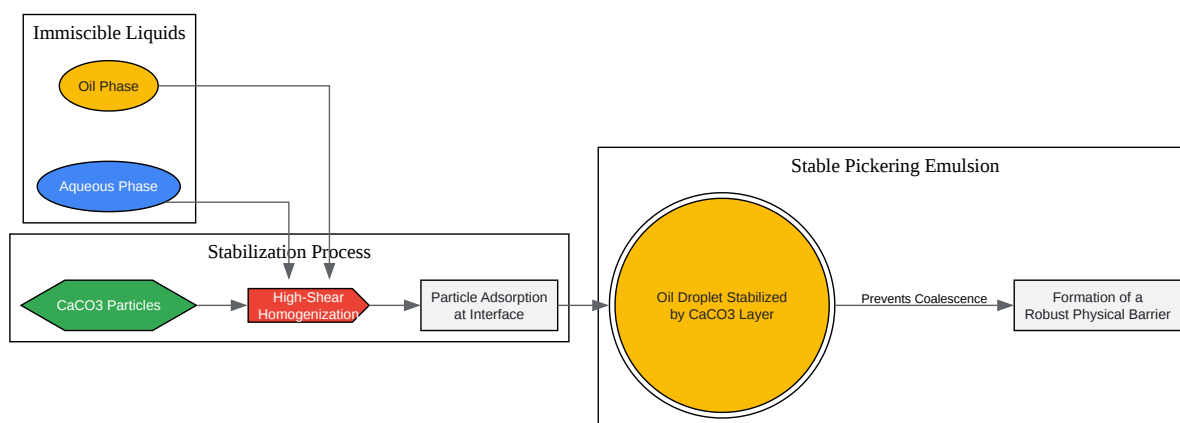 Immiscible Liquids
Oil Phase
Aqueous Phase
Stabilization Process
CaCO3 Particles
High-Shear
Homogenization
Particle Adsorption
at Interface
Stable Pickering Emulsion
Oil Droplet Stabilized
by CaCO3 Layer
Prevents Coalescence
Formation of a
Robust Physical Barrier